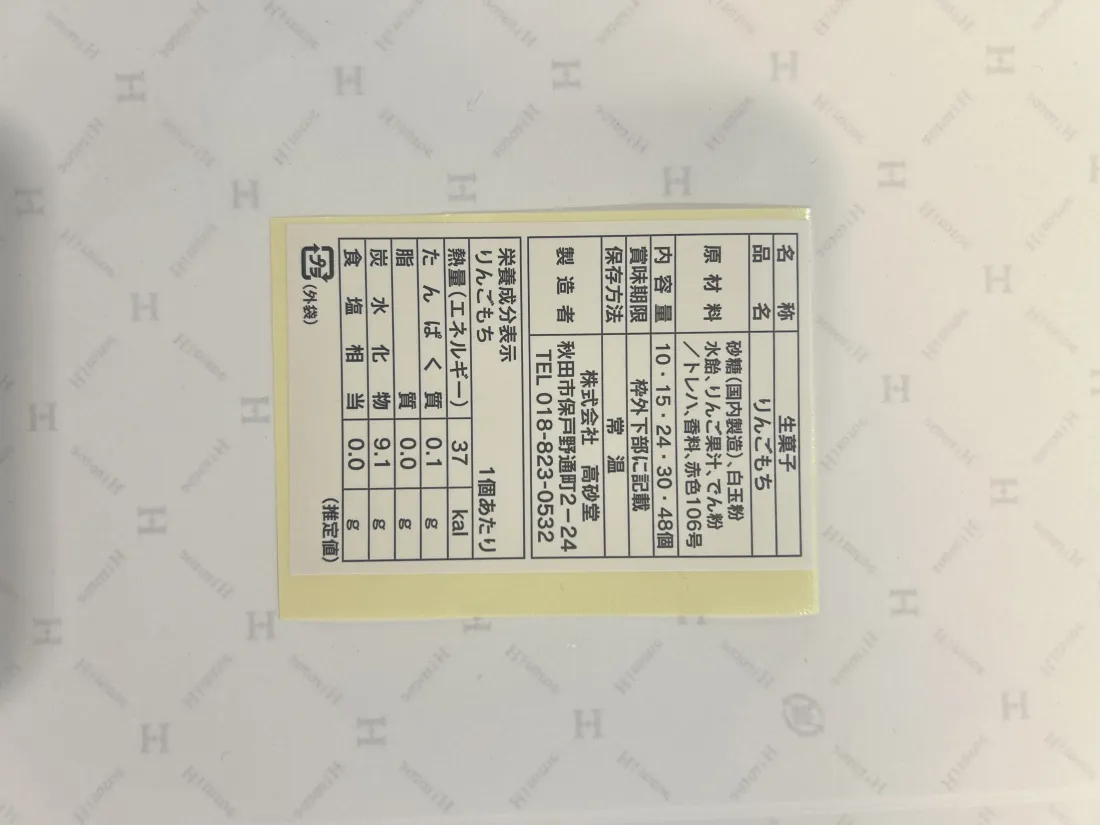 名称 生菓子
品名 りんごもち
原材料 砂糖(国内製造)、白玉粉
水飴、りんご果汁、でん粉
/トレハ、香料、赤色106号
内容量 10・15・24・30・48個
賞味期限 枠外下部に記載
保存方法 常温
製造者 株式会社 高砂堂
秋田市保戸野通町2-24
TEL 018-823-0532
栄養成分表示
りんごもち 1個あたり
熱量(エネルギー) 37 kal
たんぱく質 0.1 g
脂質 0.0 g
炭水化物 9.1 g
食塩相当 0.0 g
(推定値)
プラ
(外袋)